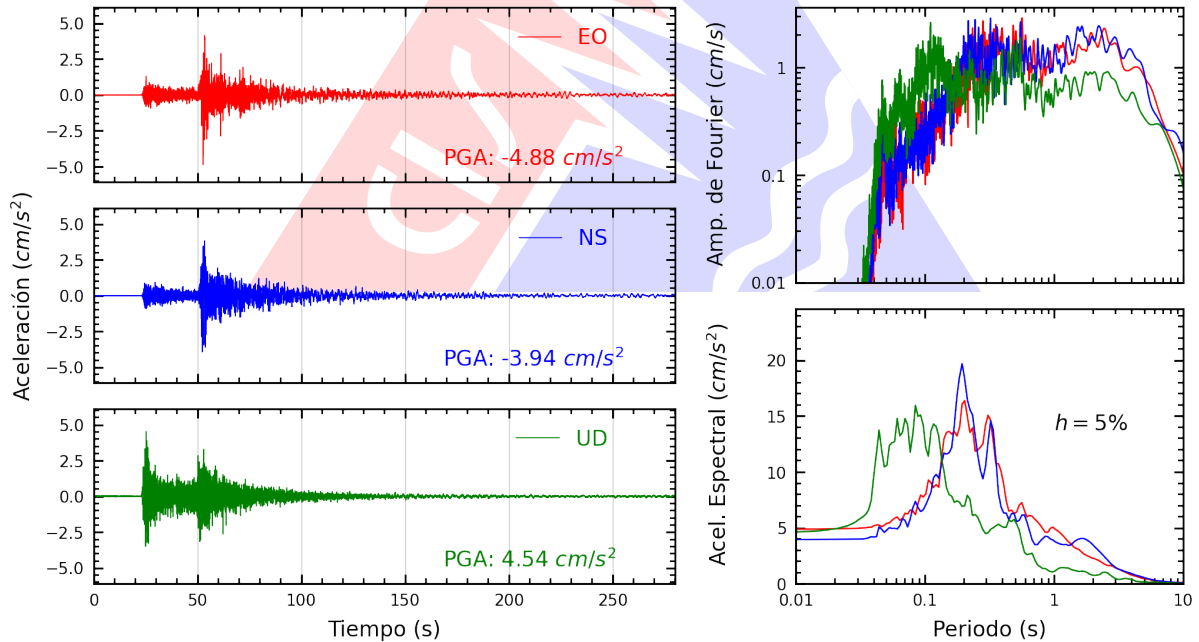 Aceleración (cm/s²)
5.0
2.5
0.0
−2.5
−5.0
EO
PGA: -4.88 cm/s²
5.0
2.5
0.0
−2.5
−5.0
NS
PGA: -3.94 cm/s²
5.0
2.5
0.0
−2.5
−5.0
UD
PGA: 4.54 cm/s²
0 50 100 150 200 250
Tiempo (s)
Amp. de Fourier (cm/s)
1
0.1
0.01
Acel. Espectral (cm/s²)
20
15
10
5
0
h = 5%
0.01 0.1 1 10
Periodo (s)